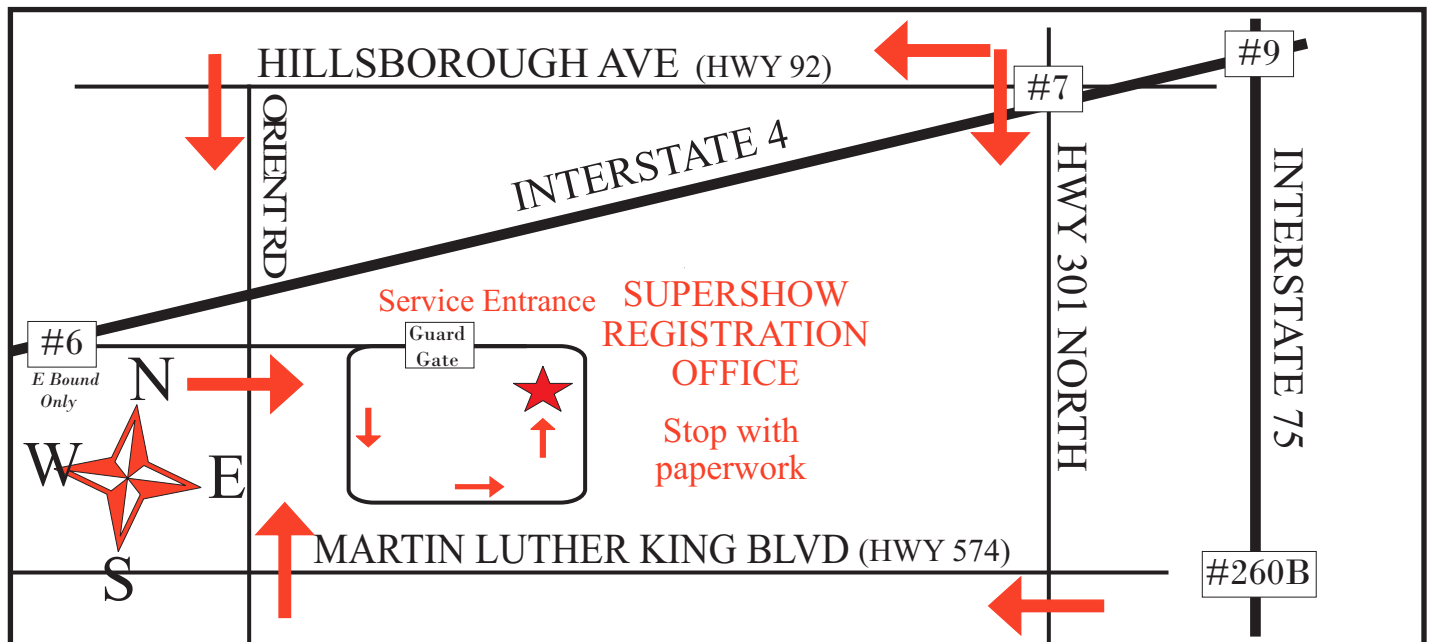 HILLSBOROUGH AVE (HWY 92)
#9
#7
ORIENT RD
INTERSTATE 4
HWY 301 NORTH
INTERSTATE 75
Service Entrance
SUPERSHOW
REGISTRATION
OFFICE
Guard
Gate
#6
E Bound
Only
N
Stop with
paperwork
W
E
S
MARTIN LUTHER KING BLVD (HWY 574)
#260B